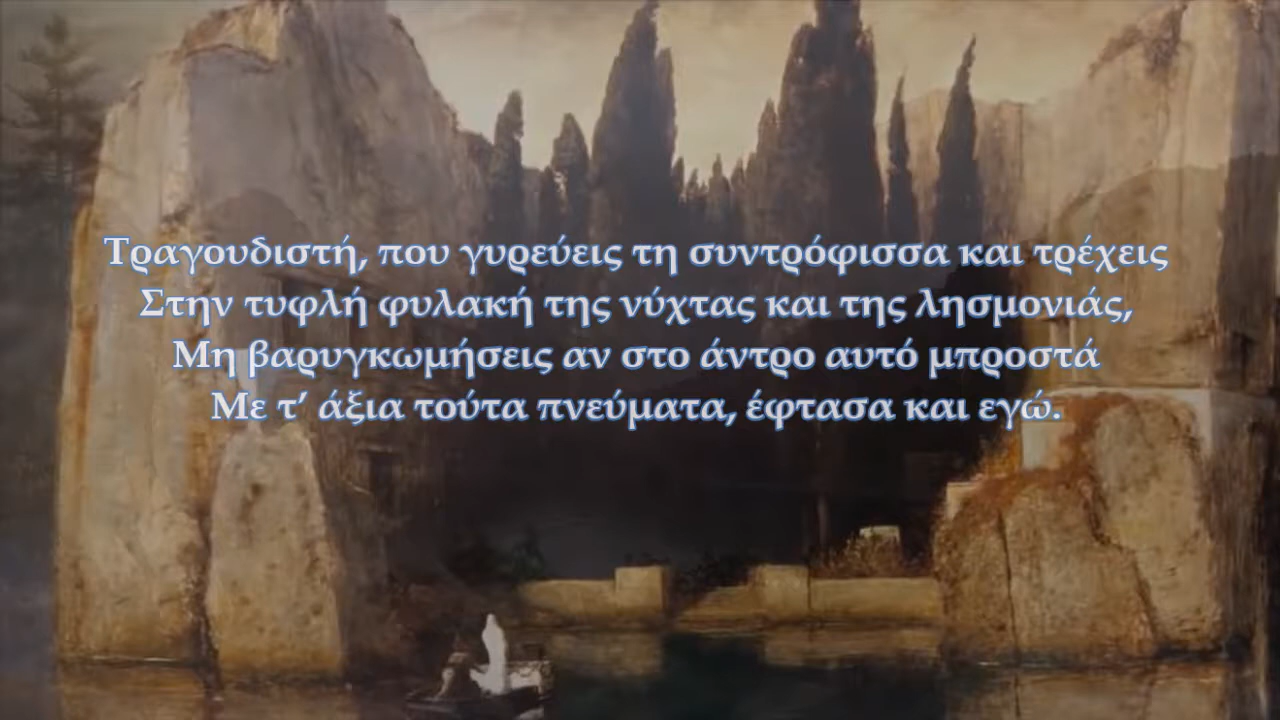 Τραγουδιστή, που γυρεύεις τη συντρόφισσα και τρέχεις
Στην τυφλή φυλακή της νύχτας και της λησμονιάς,
Μη βαρυγκωμήσεις αν στο άντρο αυτό μπροστά
Με τ’ άξια τούτα πνεύματα, έφτασα και εγώ.